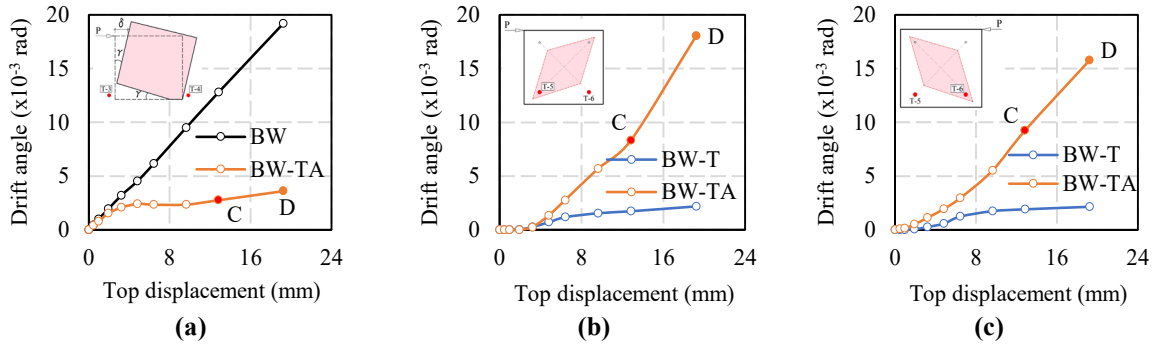 Drift angle (x10⁻³ rad)
20
15
10
5
0
0 8 16 24
Top displacement (mm)
δ
P
γ
γ
T-3
T-4
BW
BW-TA
C
D
(a)
Drift angle (x10⁻³ rad)
20
15
10
5
0
0 8 16 24
Top displacement (mm)
P
T-5
T-6
D
C
BW-T
BW-TA
(b)
Drift angle (x10⁻³ rad)
20
15
10
5
0
0 8 16 24
Top displacement (mm)
P
T-5
T-6
D
C
BW-T
BW-TA
(c)